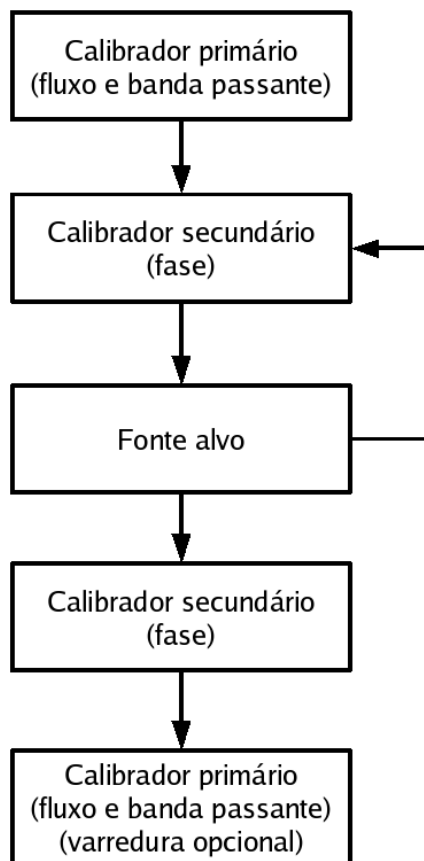 Calibrador primário
(fluxo e banda passante)
Calibrador secundário
(fase)
Fonte alvo
Calibrador secundário
(fase)
Calibrador primário
(fluxo e banda passante)
(varredura opcional)